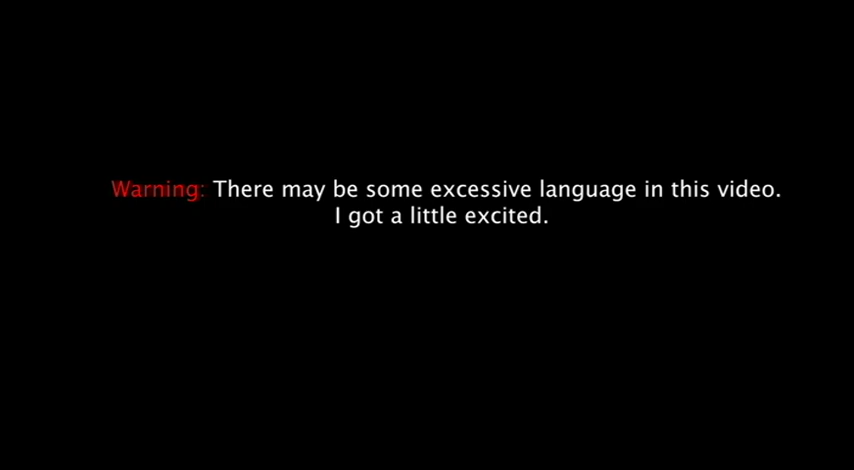 Warning: There may be some excessive language in this video.
I got a little excited.